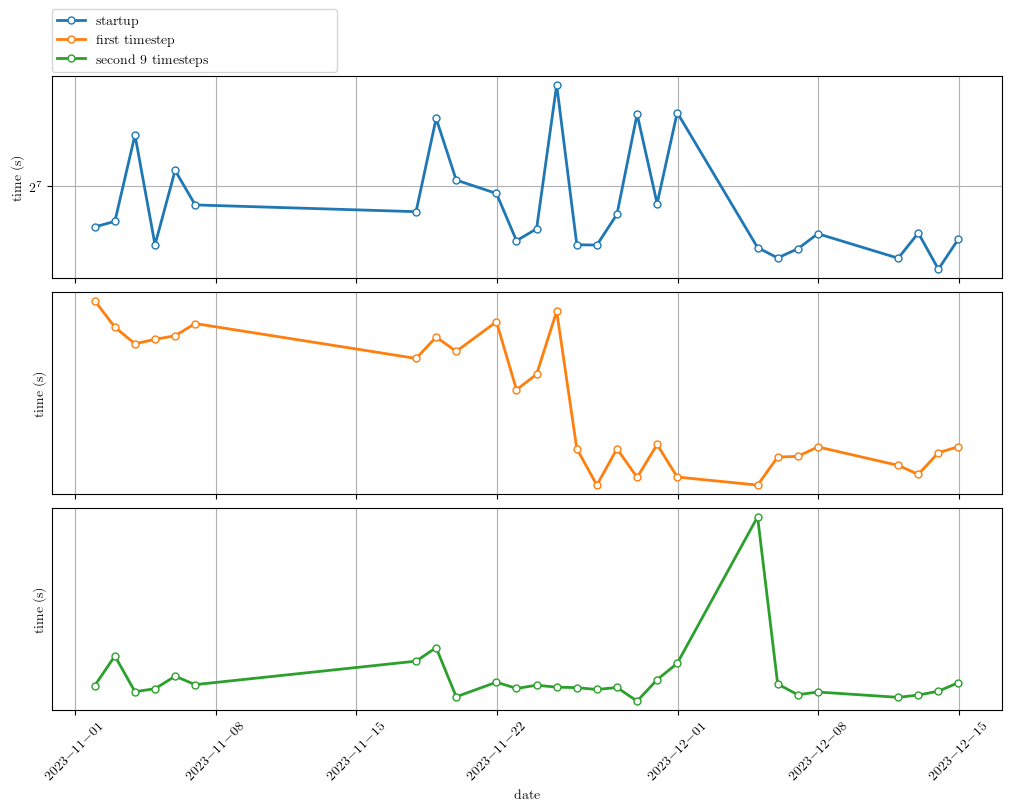 startup
first timestep
second 9 timesteps
time (s)
2^7
time (s)
time (s)
2023−11−01
2023−11−08
2023−11−15
2023−11−22
2023−12−01
2023−12−08
2023−12−15
date